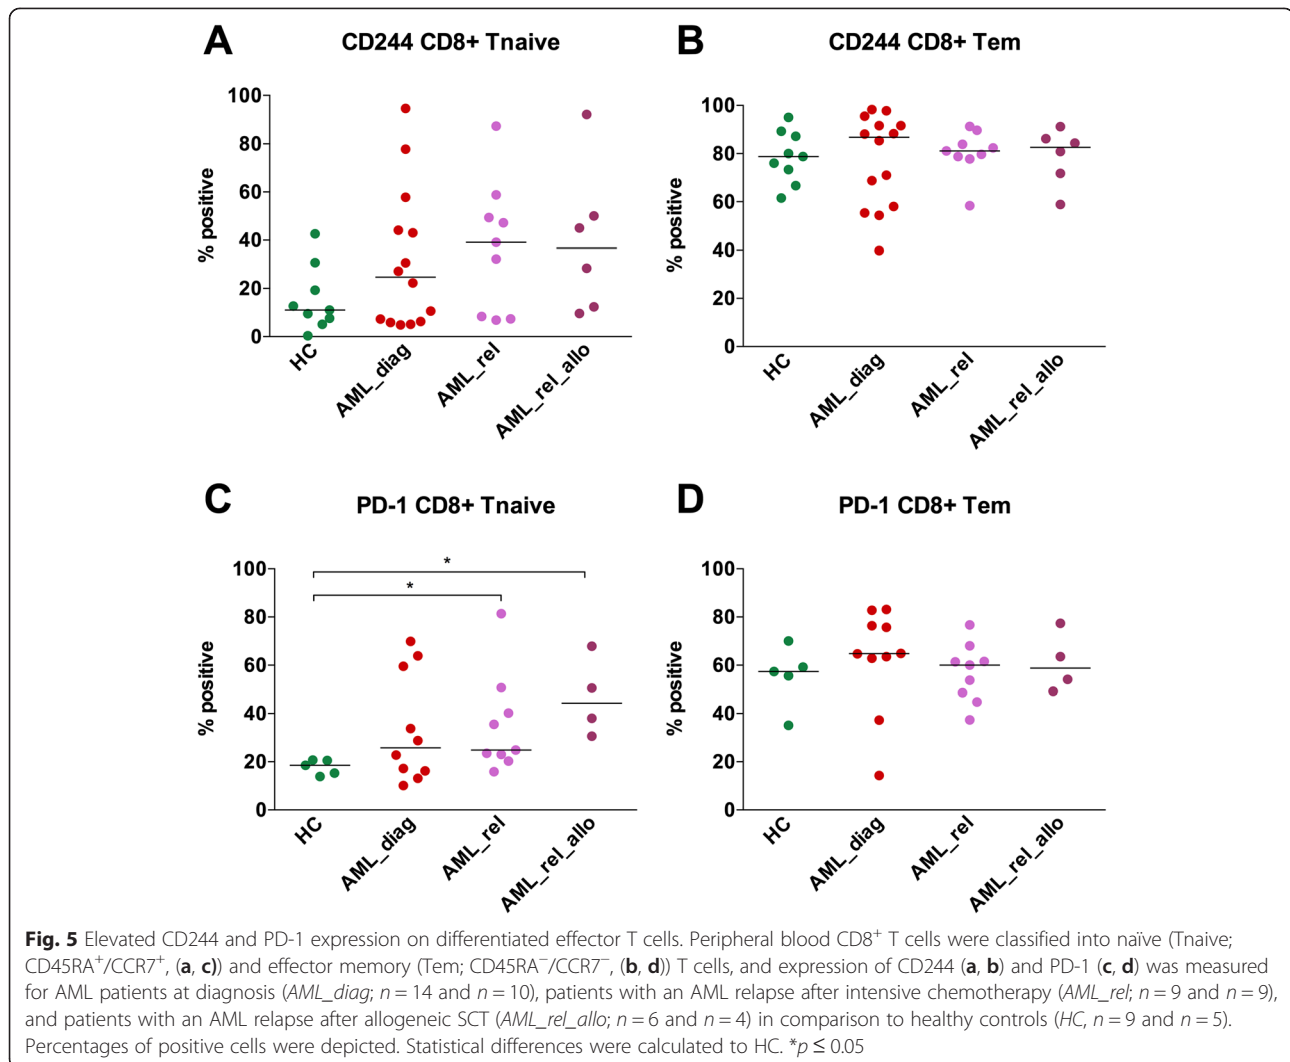 A
CD244 CD8+ Tnaive
% positive
100
80
60
40
20
0
HC
AML_diag
AML_rel
AML_rel_allo
B
CD244 CD8+ Tem
% positive
100
80
60
40
20
0
HC
AML_diag
AML_rel
AML_rel_allo
C
PD-1 CD8+ Tnaive
% positive
100
80
60
40
20
0
*
*
HC
AML_diag
AML_rel
AML_rel_allo
D
PD-1 CD8+ Tem
% positive
100
80
60
40
20
0
HC
AML_diag
AML_rel
AML_rel_allo
Fig. 5 Elevated CD244 and PD-1 expression on differentiated effector T cells. Peripheral blood CD8⁺ T cells were classified into naïve (Tnaive;
CD45RA⁺/CCR7⁺, (a, c)) and effector memory (Tem; CD45RA⁻/CCR7⁻, (b, d)) T cells, and expression of CD244 (a, b) and PD-1 (c, d) was measured
for AML patients at diagnosis (AML_diag; n = 14 and n = 10), patients with an AML relapse after intensive chemotherapy (AML_rel; n = 9 and n = 9),
and patients with an AML relapse after allogeneic SCT (AML_rel_allo; n = 6 and n = 4) in comparison to healthy controls (HC, n = 9 and n = 5).
Percentages of positive cells were depicted. Statistical differences were calculated to HC. *p ≤ 0.05